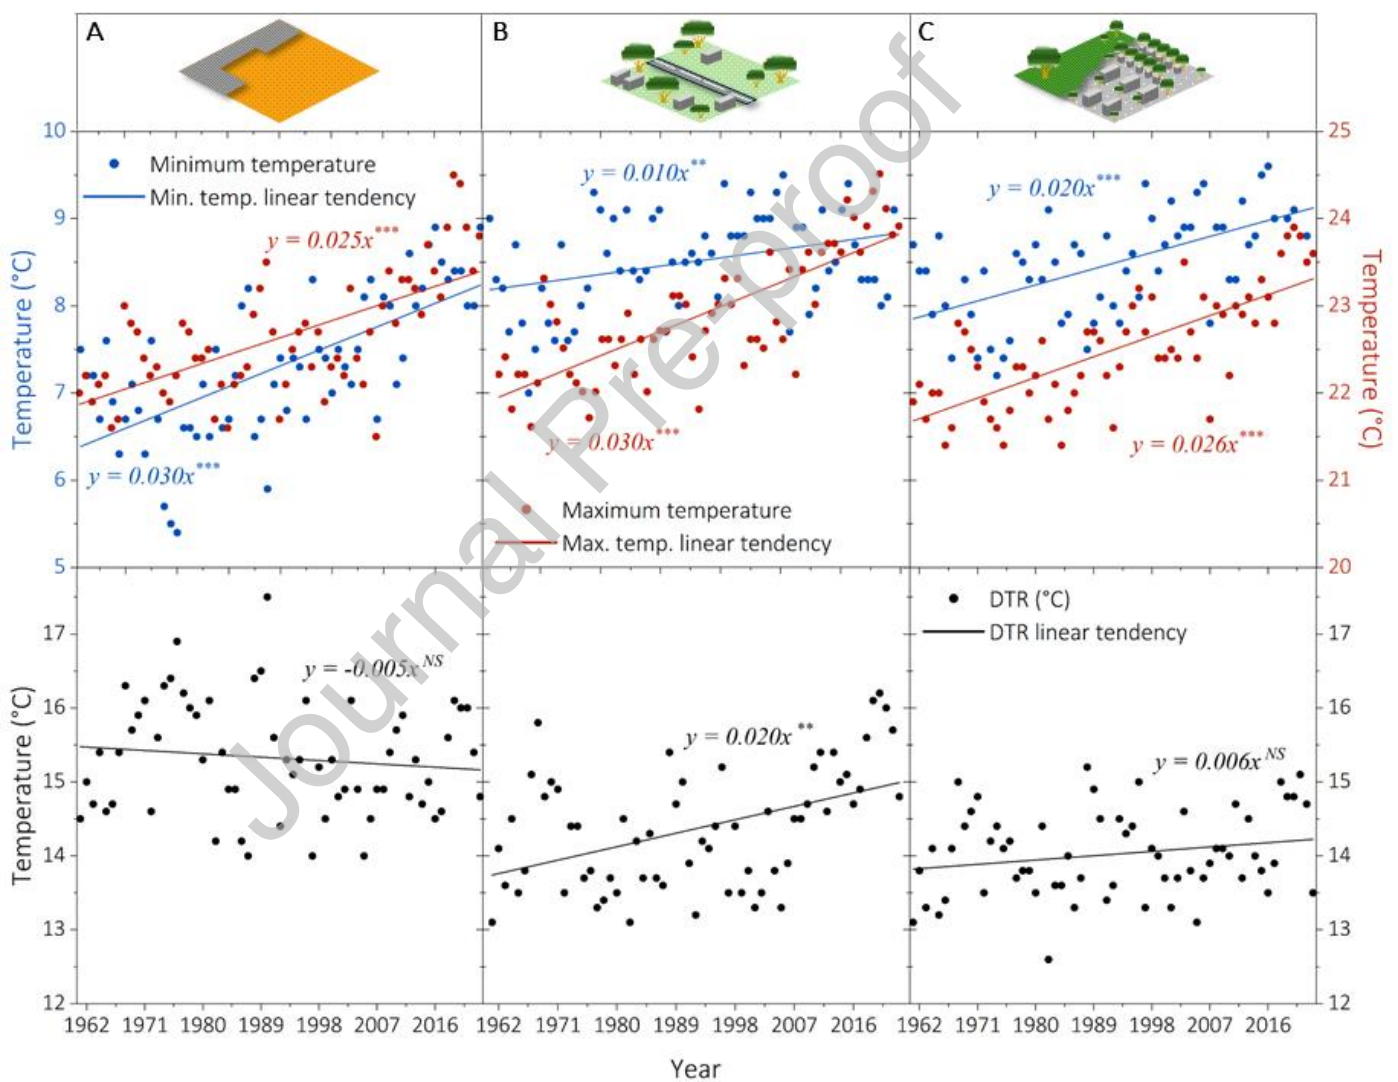 A
B
C
10
25
Minimum temperature
Min. temp. linear tendency
y = 0.010x**
y = 0.020x***
9
24
y = 0.025x***
8
23
7
22
y = 0.030x***
y = 0.026x***
6
y = 0.030x***
21
Maximum temperature
Max. temp. linear tendency
5
20
Temperature (°C)
Temperature (°C)
DTR (°C)
DTR linear tendency
17
17
y = -0.005x NS
16
16
y = 0.020x **
y = 0.006x NS
15
15
14
14
13
13
12
12
Temperature (°C)
1962 1971 1980 1989 1998 2007 2016
1962 1971 1980 1989 1998 2007 2016
1962 1971 1980 1989 1998 2007 2016
Year
Journal Pre-proof